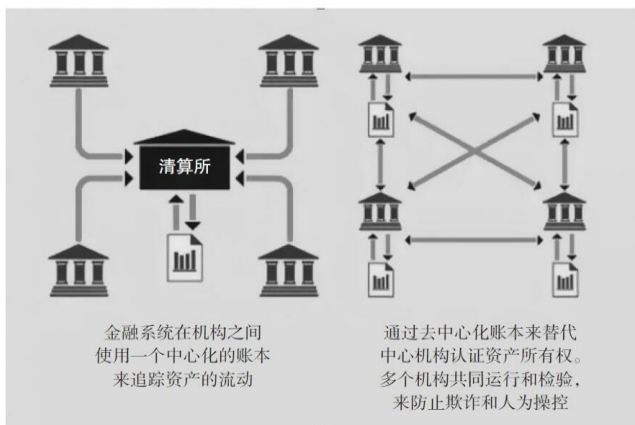 清算所
金融系统在机构之间
使用一个中心化的账本
来追踪资产的流动
通过去中心化账本来替代
中心机构认证资产所有权。
多个机构共同运行和检验，
来防止欺诈和人为操控